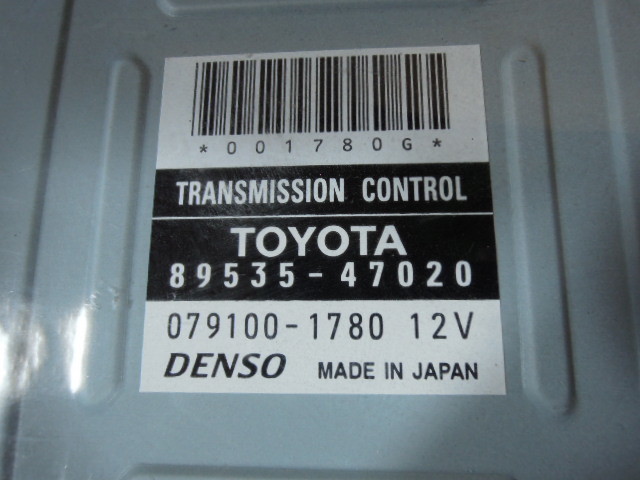 *001780G*
TRANSMISSION CONTROL
TOYOTA
89535-47020
079100-1780 12V
DENSO MADE IN JAPAN